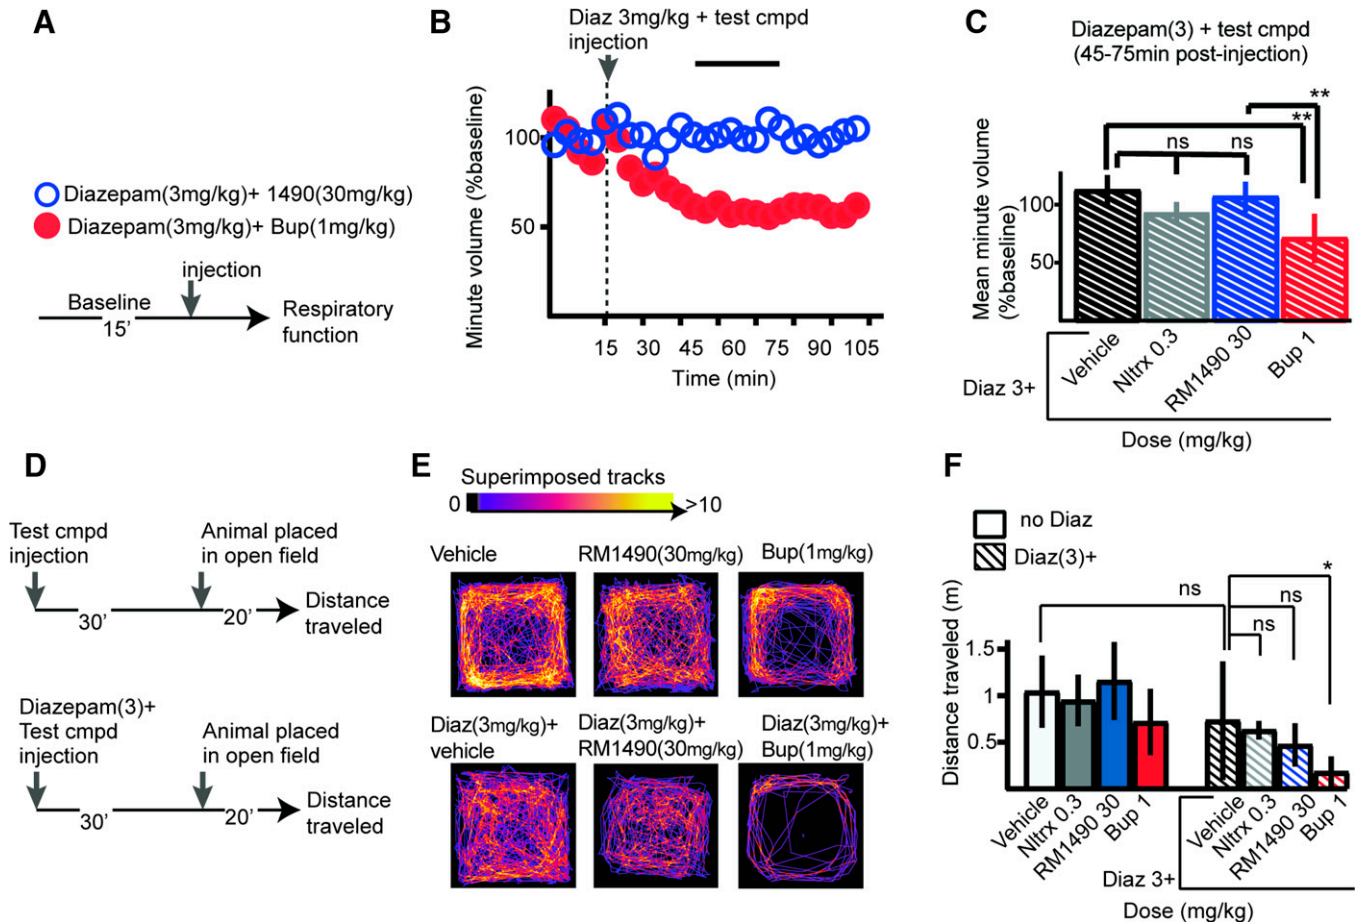 A
Diazepam(3mg/kg)+ 1490(30mg/kg)
Diazepam(3mg/kg)+ Bup(1mg/kg)
injection
Baseline
15'
Respiratory
function
B
Diaz 3mg/kg + test cmpd
injection
Minute volume (%baseline)
100
50
15 30 45 60 75 90 105
Time (min)
C
Diazepam(3) + test cmpd
(45-75min post-injection)
**
**
ns
ns
Mean minute volume
(%baseline)
100
50
Vehicle
Nltrx 0.3
RM1490 30
Bup 1
Diaz 3+
Dose (mg/kg)
D
Test cmpd
injection
Animal placed
in open field
30'
20'
Distance
traveled
Diazepam(3)+
Test cmpd
injection
Animal placed
in open field
30'
20'
Distance
traveled
E
Superimposed tracks
0
>10
Vehicle
RM1490(30mg/kg)
Bup(1mg/kg)
Diaz(3mg/kg)+
vehicle
Diaz(3mg/kg)+
RM1490(30mg/kg)
Diaz(3mg/kg)+
Bup(1mg/kg)
F
no Diaz
Diaz(3)+
*
ns
ns
ns
Distance traveled (m)
1.5
1
0.5
Vehicle
Nltrx 0.3
RM1490 30
Bup 1
Vehicle
Nltrx 0.3
RM1490 30
Bup 1
Diaz 3+
Dose (mg/kg)